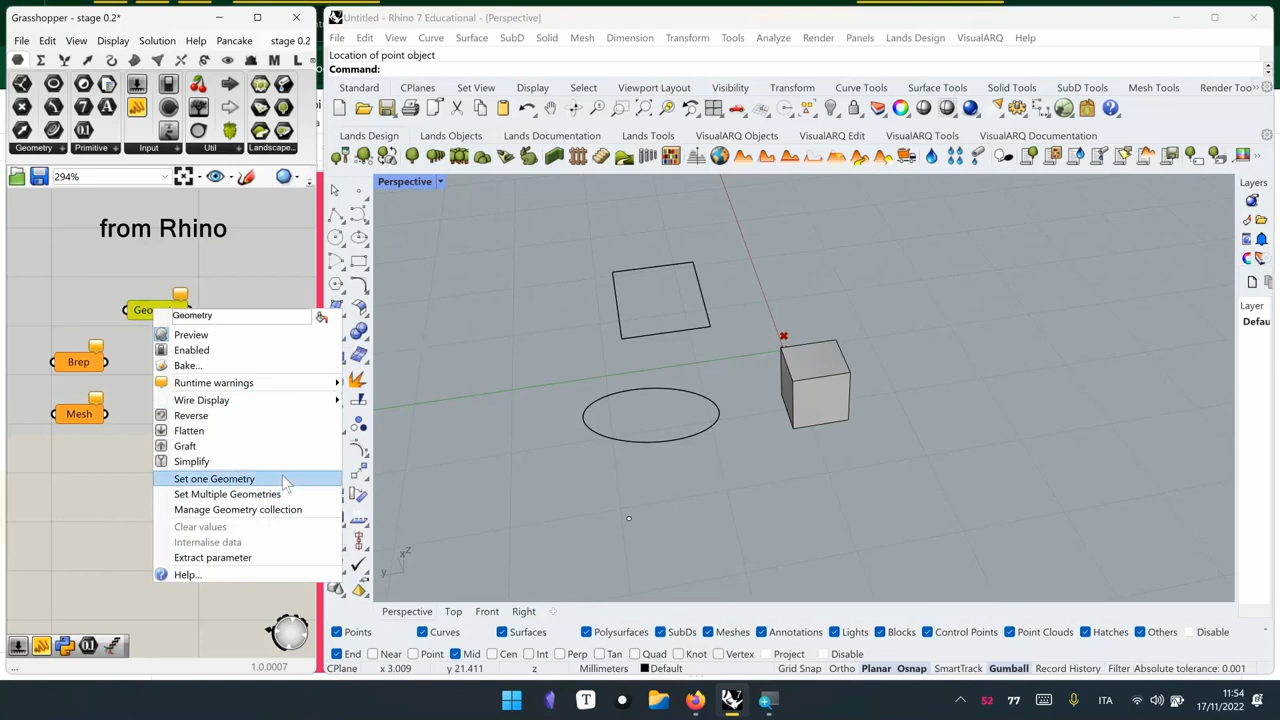 Grasshopper - stage 0.2*
File Edit View Display Solution Help Pancake stage 0.2
Geometry Primitive Input Util Landscape...
294%
from Rhino
Brep
Mesh
Geometry
Preview
Enabled
Bake...
Runtime warnings
Wire Display
Reverse
Flatten
Graft
Simplify
Set one Geometry
Set Multiple Geometries
Manage Geometry collection
Clear values
Internalise data
Extract parameter
Help...
...
1.0.0007
Untitled - Rhino 7 Educational - [Perspective]
File Edit View Curve Surface SubD Solid Mesh Dimension Transform Tools Analyze Render Panels Lands Design VisualARQ Help
Location of point object
Command:
Standard CPlanes Set View Display Select Viewport Layout Visibility Transform Curve Tools Surface Tools Solid Tools SubD Tools Mesh Tools Render Too
Lands Design Lands Objects Lands Documentation Lands Tools VisualARQ Objects VisualARQ Edit VisualARQ Tools VisualARQ Documentation
Perspective
z
x
y
Layers
Layer
Defau
Perspective Top Front Right
Points Curves Surfaces Polysurfaces SubDs Meshes Annotations Lights Blocks Control Points Point Clouds Hatches Others Disable
End Near Point Mid Cen Int Perp Tan Quad Knot Vertex Project Disable
CPlane x 3.009 y 21.411 z Millimeters Default Grid Snap Ortho Planar Osnap SmartTrack Gumball Record History Filter Absolute tolerance: 0.001
52 77 ITA 11:54
17/11/2022